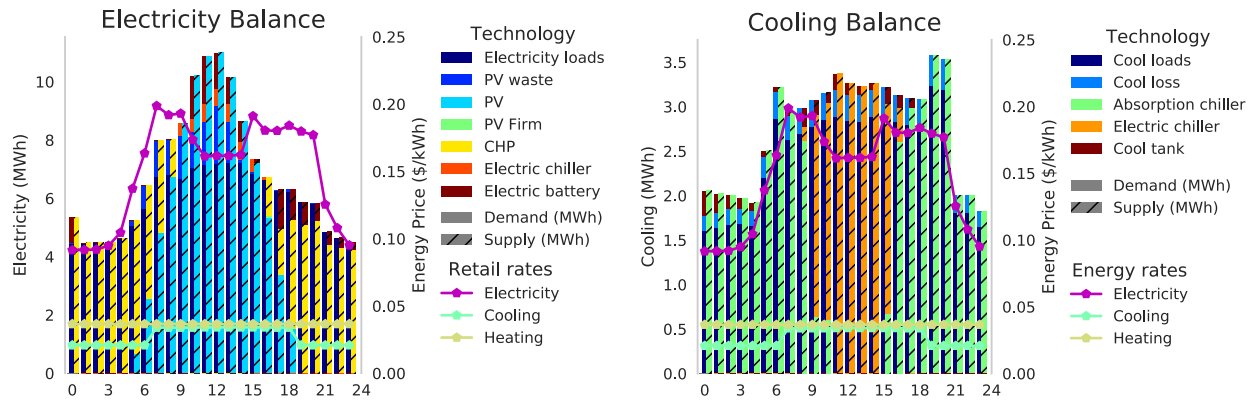 Electricity Balance
Electricity (MWh)
10
8
6
4
2
0
0 3 6 9 12 15 18 21 24
0.25
0.20
0.15
0.10
0.05
0.00
Energy Price ($/kWh)
Technology
Electricity loads
PV waste
PV
PV Firm
CHP
Electric chiller
Electric battery
Demand (MWh)
Supply (MWh)
Retail rates
Electricity
Cooling
Heating
Cooling Balance
Cooling (MWh)
3.5
3.0
2.5
2.0
1.5
1.0
0.5
0.0
0 3 6 9 12 15 18 21 24
0.25
0.20
0.15
0.10
0.05
0.00
Energy Price ($/kWh)
Technology
Cool loads
Cool loss
Absorption chiller
Electric chiller
Cool tank
Demand (MWh)
Supply (MWh)
Energy rates
Electricity
Cooling
Heating